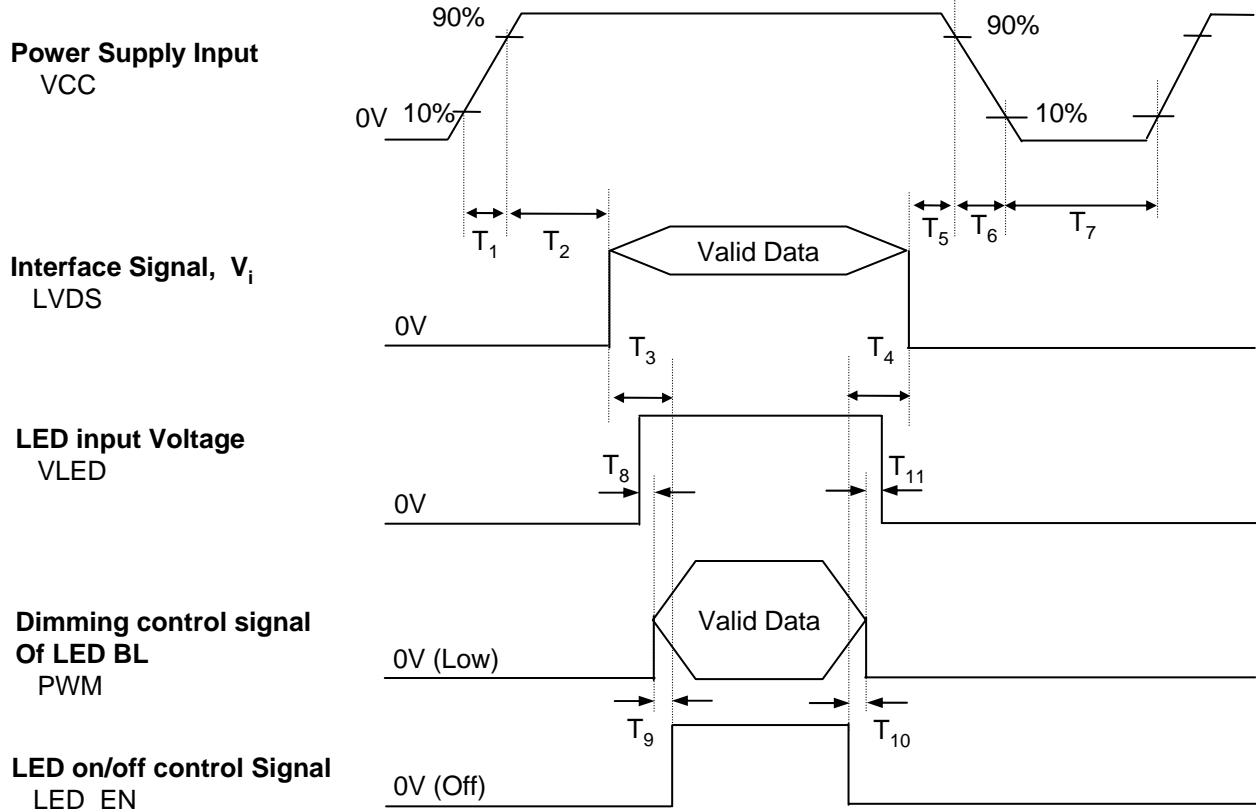 90%
90%
Power Supply Input
VCC
0V
10%
10%
T1
T2
T5
T6
T7
Interface Signal, Vi
LVDS
Valid Data
0V
T3
T4
LED input Voltage
VLED
T8
T11
0V
Dimming control signal
Of LED BL
PWM
Valid Data
0V (Low)
T9
T10
LED on/off control Signal
LED_EN
0V (Off)